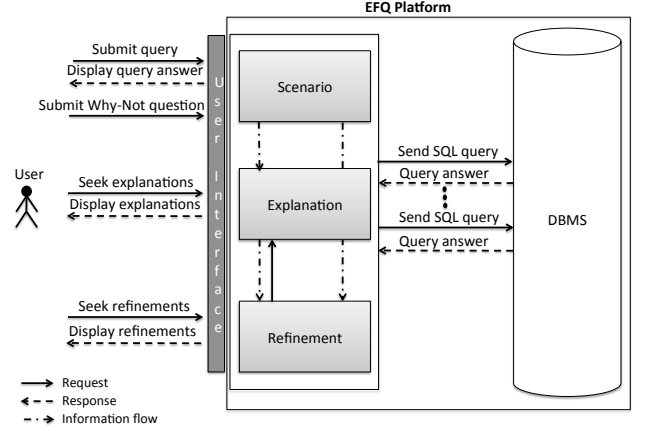 EFQ Platform
Submit query
Display query answer
Submit Why-Not question
User
Seek explanations
Display explanations
Seek refinements
Display refinements
User Interface
Scenario
Explanation
Refinement
Send SQL query
Query answer
Send SQL query
Query answer
DBMS
Request
Response
Information flow